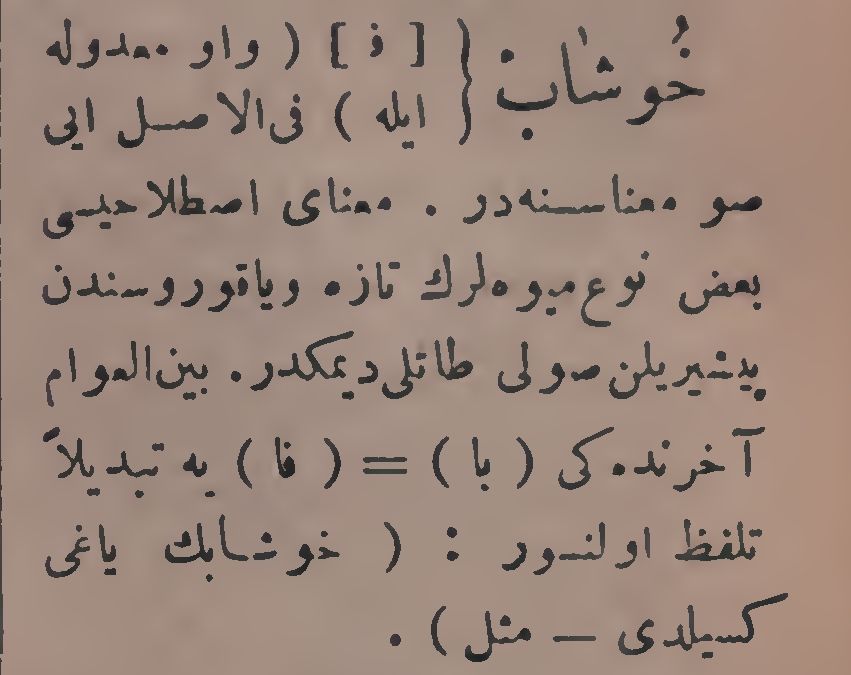 خُوشاب { [ ف ] ( واو معدوله
ايله ) فى‌الاصل ايى
صو معناسنه‌در . معناى اصطلاحيسى
بعض نوع ميوه‌لرك تازه وياقوروسندن
پيشيريلن صولى طاتلى ديمكدر . بين‌العوام
آخرنده‌كى ( با ) = ( فا ) يه تبديلاً
تلفظ اولنور : ( خوشابك ياغى
كسيلدى — مثل ) .